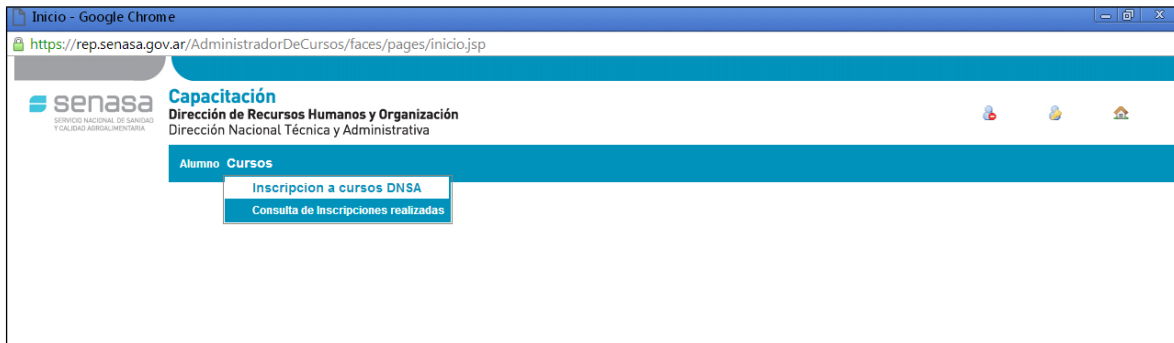 Inicio - Google Chrome
https://rep.senasa.gov.ar/AdministradorDeCursos/faces/pages/inicio.jsp
senasa
SERVICIO NACIONAL DE SANIDAD
Y CALIDAD AGROALIMENTARIA
Capacitación
Dirección de Recursos Humanos y Organización
Dirección Nacional Técnica y Administrativa
Alumno Cursos
Inscripcion a cursos DNSA
Consulta de Inscripciones realizadas